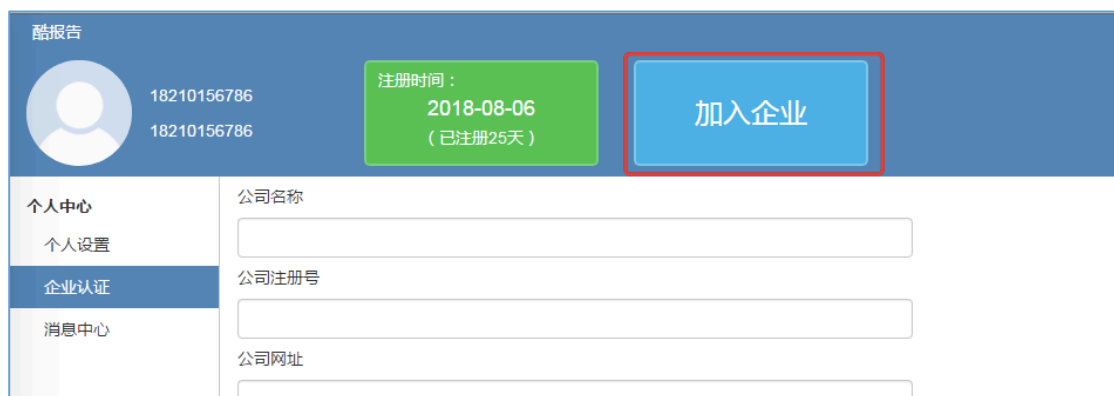 酷报告
18210156786
18210156786
注册时间：
2018-08-06
（已注册25天）
加入企业
个人中心
个人设置
企业认证
消息中心
公司名称
公司注册号
公司网址